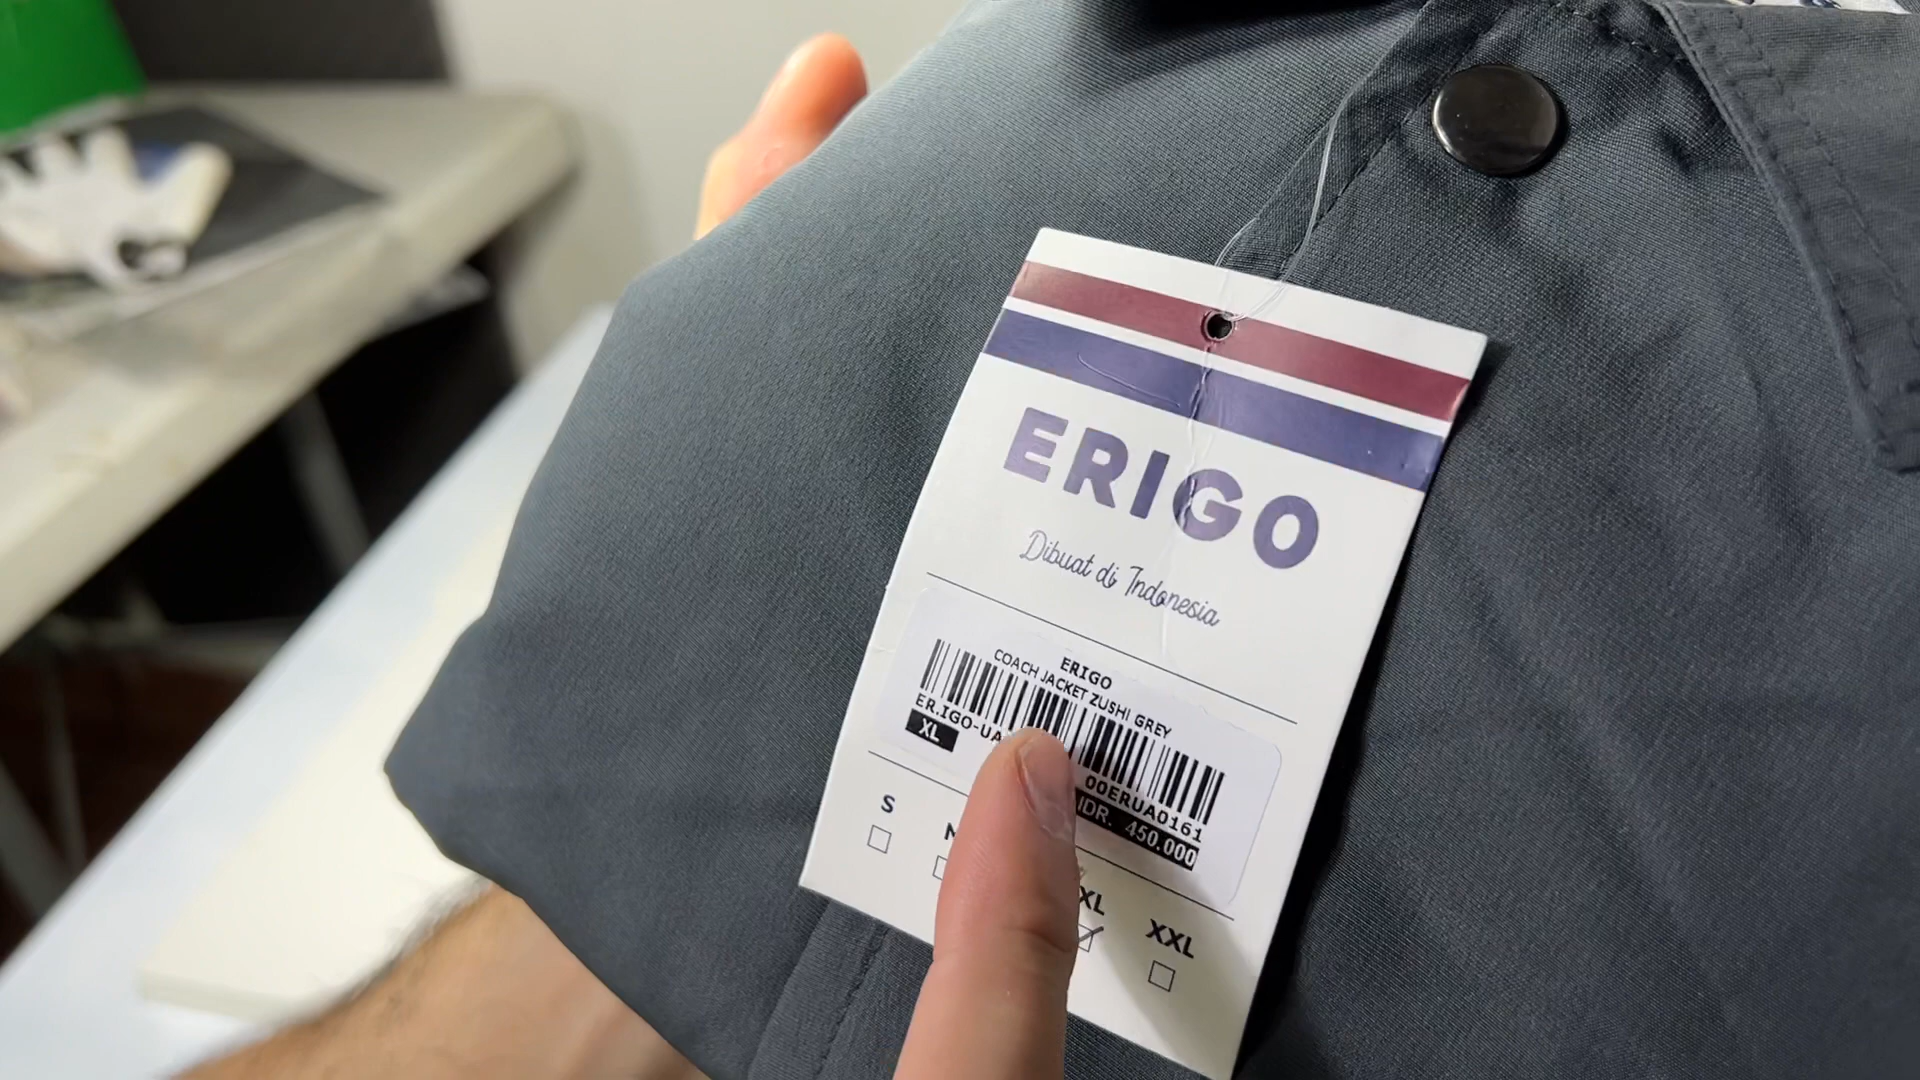 ERIGO
Dibuat di Indonesia
ERIGO
COACH JACKET ZUSHI GREY
ER.IGO-UA
00ERUA0161
XL
IDR. 450.000
S
XL
XXL